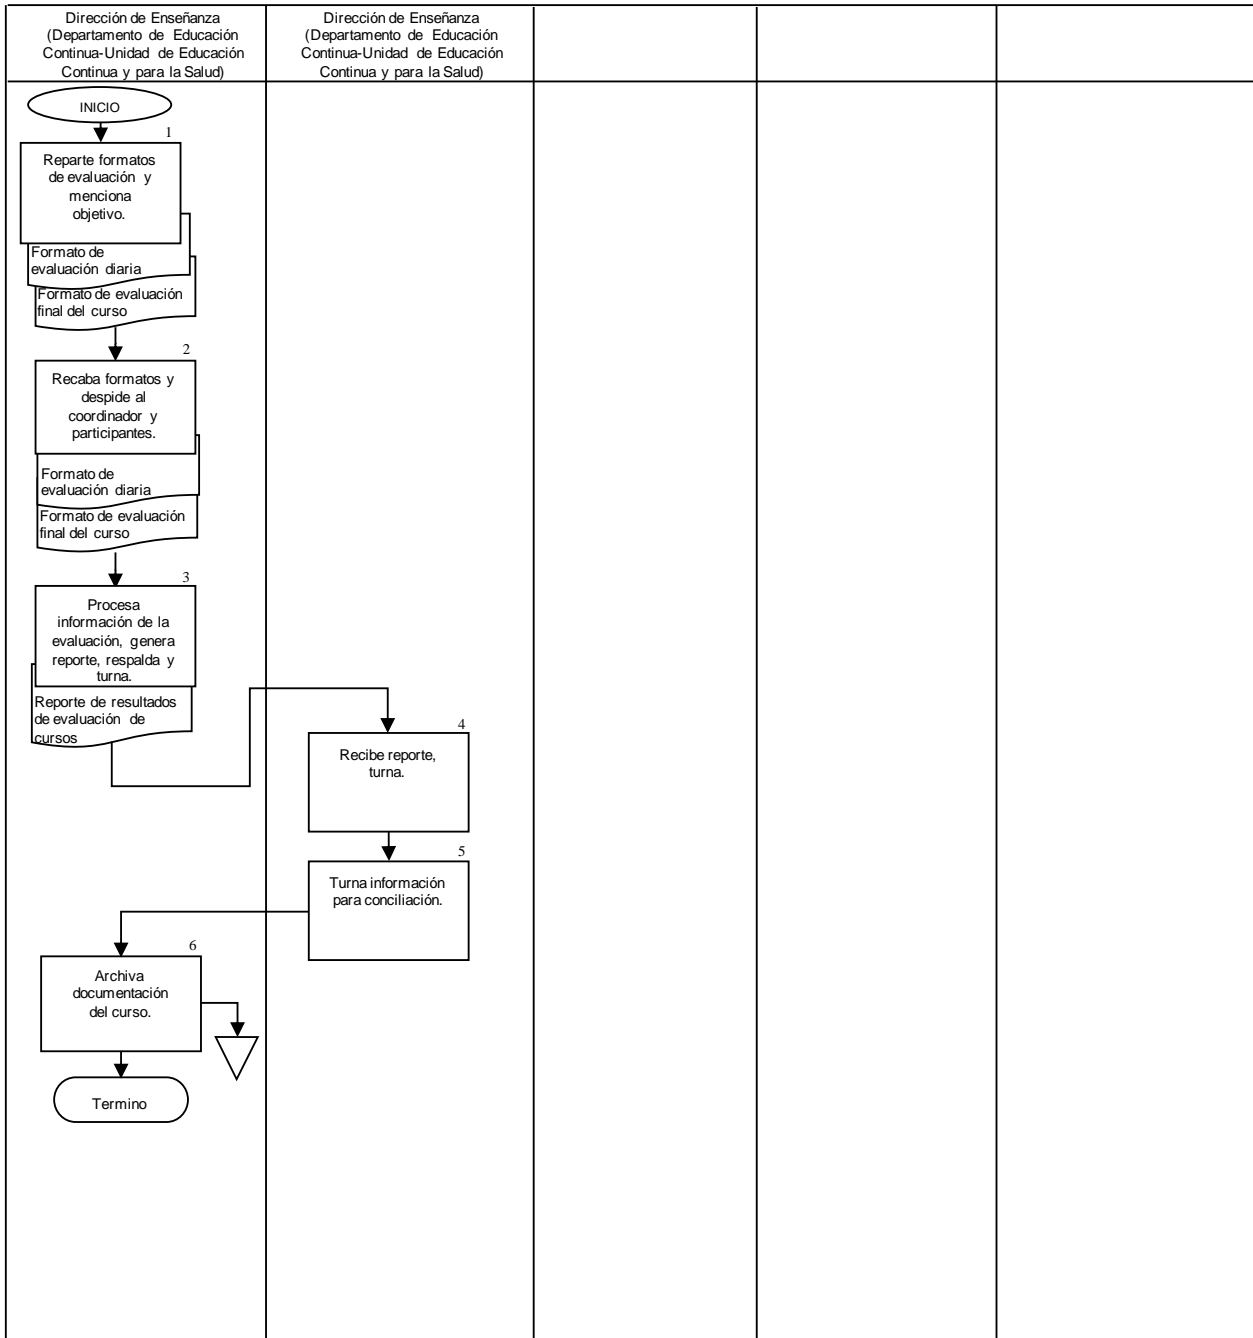 Dirección de Enseñanza
(Departamento de Educación
Continua-Unidad de Educación
Continua y para la Salud)
Dirección de Enseñanza
(Departamento de Educación
Continua-Unidad de Educación
Continua y para la Salud)
INICIO
1
Reparte formatos
de evaluación y
menciona
objetivo.
Formato de
evaluación diaria
Formato de evaluación
final del curso
2
Recaba formatos y
despide al
coordinador y
participantes.
Formato de
evaluación diaria
Formato de evaluación
final del curso
3
Procesa
información de la
evaluación, genera
reporte, respalda y
turna.
Reporte de resultados
de evaluación de
cursos
4
Recibe reporte,
turna.
5
Turna información
para conciliación.
6
Archiva
documentación
del curso.
Termino